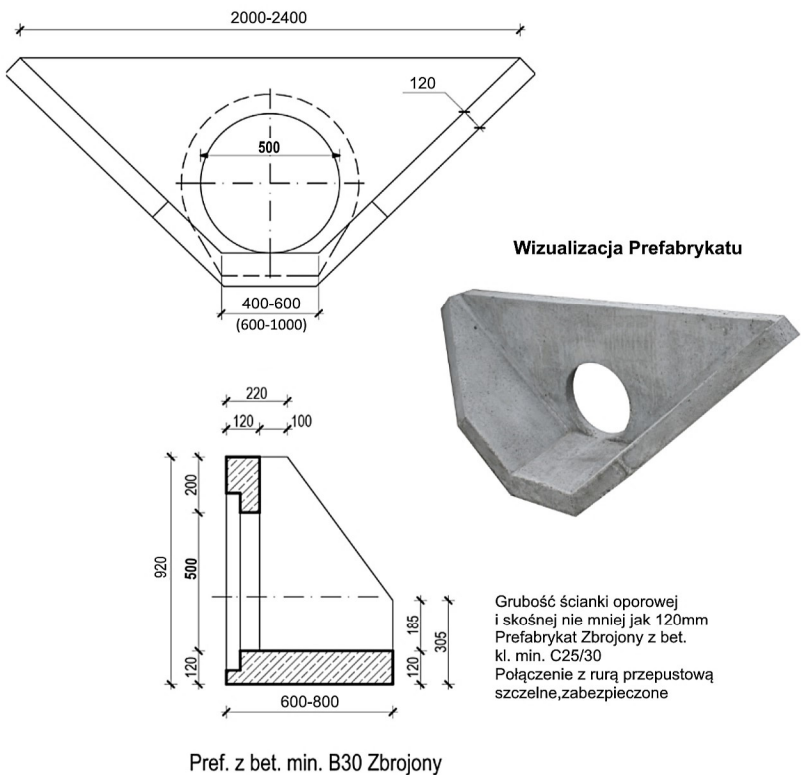 2000-2400
120
500
400-600
(600-1000)
Wizualizacja Prefabrykatu
220
120
100
200
920
500
120
185
305
120
600-800
Grubość ścianki oporowej
i skośnej nie mniej jak 120mm
Prefabrykat Zbrojony z bet.
kl. min. C25/30
Połączenie z rurą przepustową
szczelne,zabezpieczone
Pref. z bet. min. B30 Zbrojony